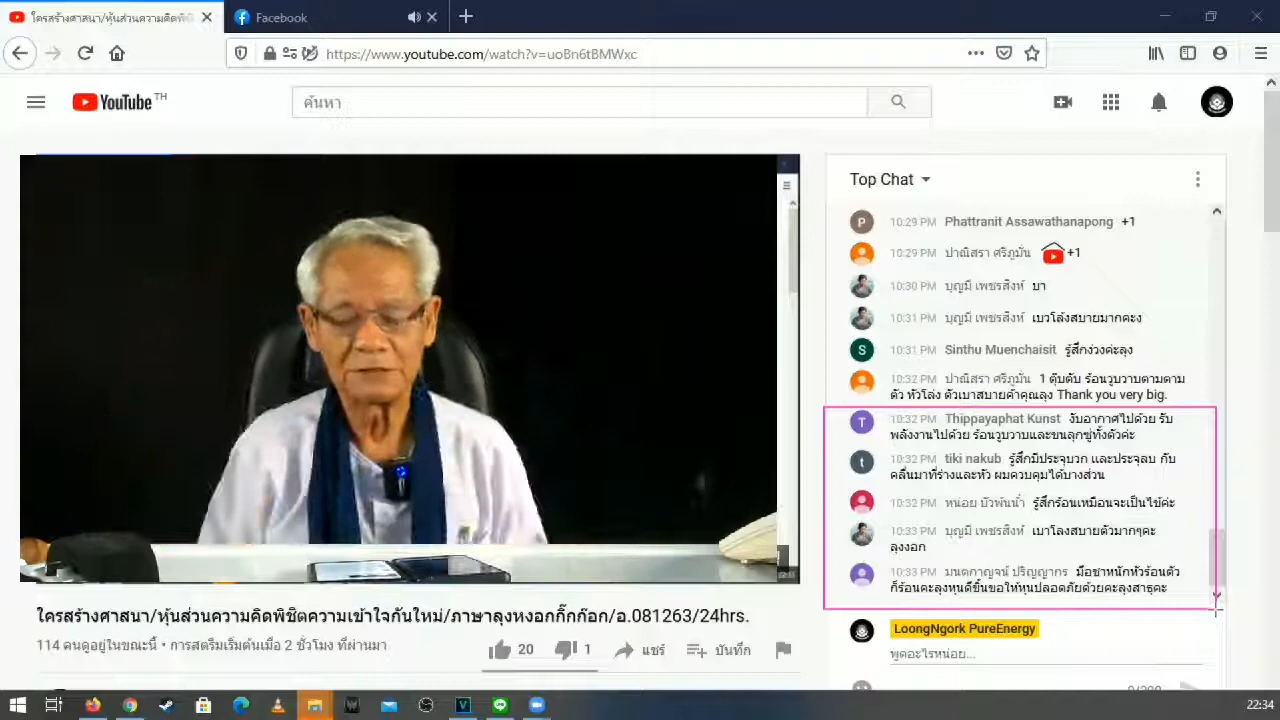 ใครสร้างศาสนา/หุ้นส่วนความคิดพิชิ
Facebook
https://www.youtube.com/watch?v=uoBn6tBMWxc
YouTube TH
ค้นหา
Top Chat
10:29 PM Phattranit Assawathanapong +1
10:29 PM ปาณิสรา ศรีภูมั่น +1
10:30 PM บุญมี เพชรสิงห์ บา
10:31 PM บุญมี เพชรสิงห์ เบวโล่งสบายมากคะง
10:31 PM Sinthu Muenchaisit รู้สึกง่วงค่ะลุง
10:32 PM ปาณิสรา ศรีภูมั่น 1 ตุ๊บตับ ร้อนวูบวาบตามตาม
ตัว หัวโล่ง ตัวเบาสบายค้าคุณลุง Thank you very big.
10:32 PM Thippayaphat Kunst งับอากาศไปด้วย รับ
พลังงานไปด้วย ร้อนวูบวาบและขนลุกซู่ทั้งตัวค่ะ
10:32 PM tiki nakub รู้สึกมีประจุบวก และประจุลบ กับ
คลื่นมาที่ร่างและหัว ผมควบคุมได้บางส่วน
10:32 PM หน่อย บัวพันน้ำ รู้สึกร้อนเหมือนจะเป็นไข้ค่ะ
10:33 PM บุญมี เพชรสิงห์ เบาโลงสบายตัวมากๆคะ
ลุงงอก
10:33 PM มนตกาญจน์ ปริญญากร มือชาหนักหัวร้อนตัว
ก็ร้อนคะลุงหุนดีขึ้นขอให้หุนปลอดภัยด้วยคะลุงสาธุคะ
ใครสร้างศาสนา/หุ้นส่วนความคิดพิชิตความเข้าใจกันใหม่/ภาษาลุงหงอกกิ๊กก๊อก/อ.081263/24hrs.
114 คนดูอยู่ในขณะนี้ • การสตรีมเริ่มต้นเมื่อ 2 ชั่วโมง ที่ผ่านมา
20 1 แชร์ บันทึก
LoongNgork PureEnergy
พูดอะไรหน่อย...
0/200
22:34